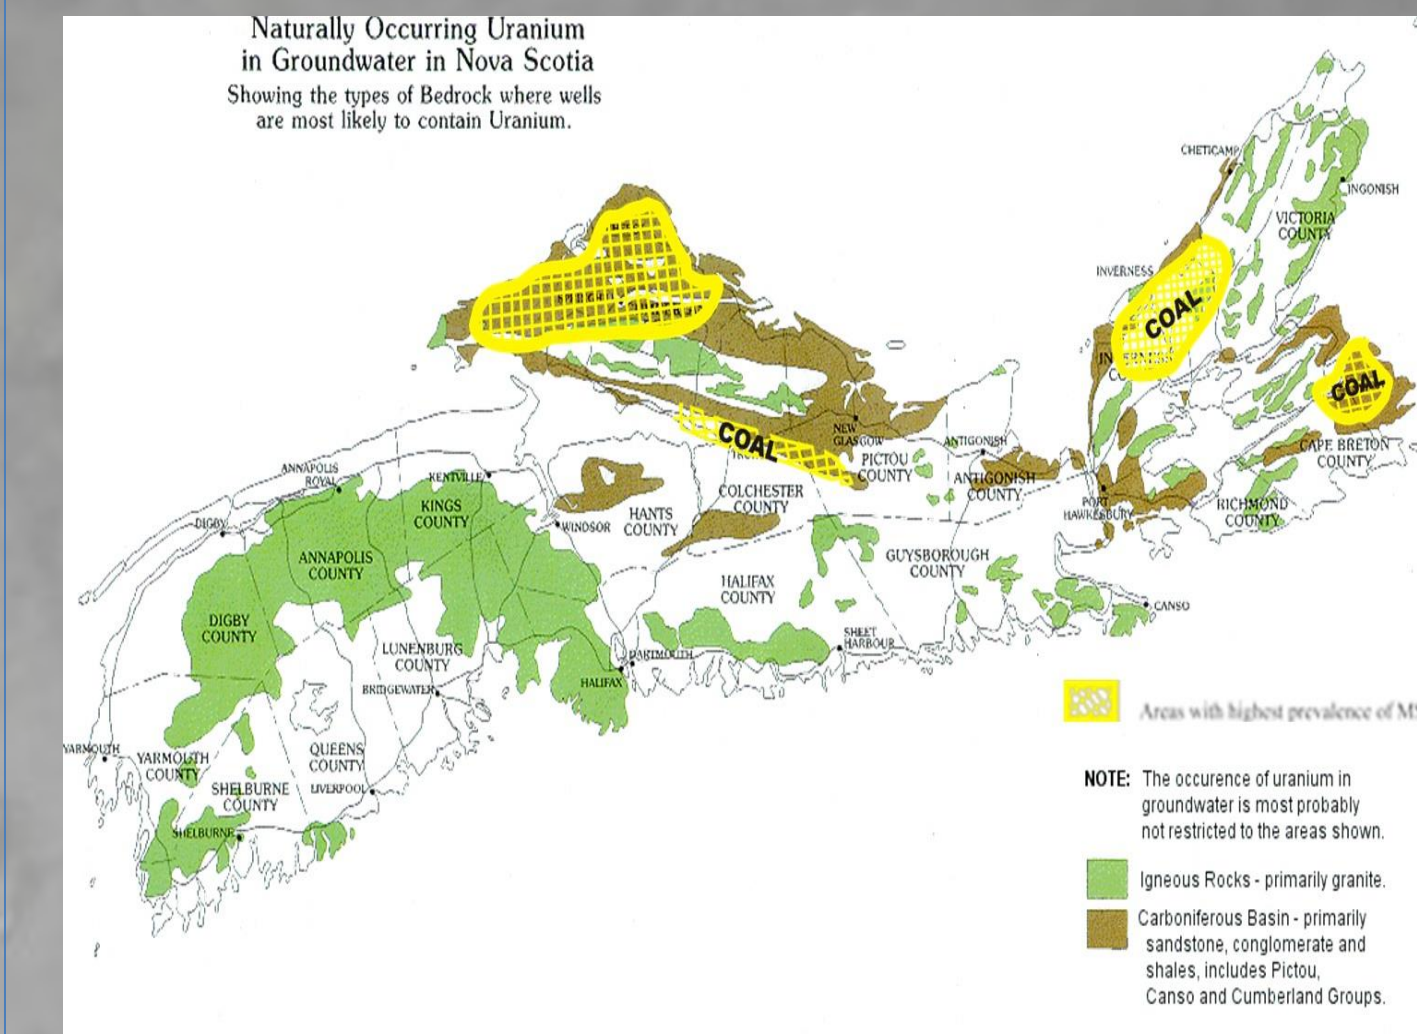 Naturally Occurring Uranium
in Groundwater in Nova Scotia
Showing the types of Bedrock where wells
are most likely to contain Uranium.
CHETICAMP
INGONISH
VICTORIA
COUNTY
INVERNESS
COAL
COAL
CAPE BRETON
COUNTY
NEW
GLASGOW
COAL
PICTOU
COUNTY
ANTIGONISH
ANTIGONISH
COUNTY
PORT
HAWKESBURY
RICHMOND
COUNTY
ANNAPOLIS
ROYAL
KENTVILLE
KINGS
COUNTY
DIGBY
WINDSOR
HANTS
COUNTY
COLCHESTER
COUNTY
ANNAPOLIS
COUNTY
GUYSBOROUGH
COUNTY
HALIFAX
COUNTY
CANSO
DIGBY
COUNTY
LUNENBURG
COUNTY
SHEET
HARBOUR
DARTMOUTH
HALIFAX
BRIDGEWATER
YARMOUTH
YARMOUTH
COUNTY
QUEENS
COUNTY
SHELBURNE
COUNTY
LIVERPOOL
SHELBURNE
Areas with highest prevalence of
NOTE: The occurence of uranium in
groundwater is most probably
not restricted to the areas shown.
Igneous Rocks - primarily granite.
Carboniferous Basin - primarily
sandstone, conglomerate and
shales, includes Pictou,
Canso and Cumberland Groups.